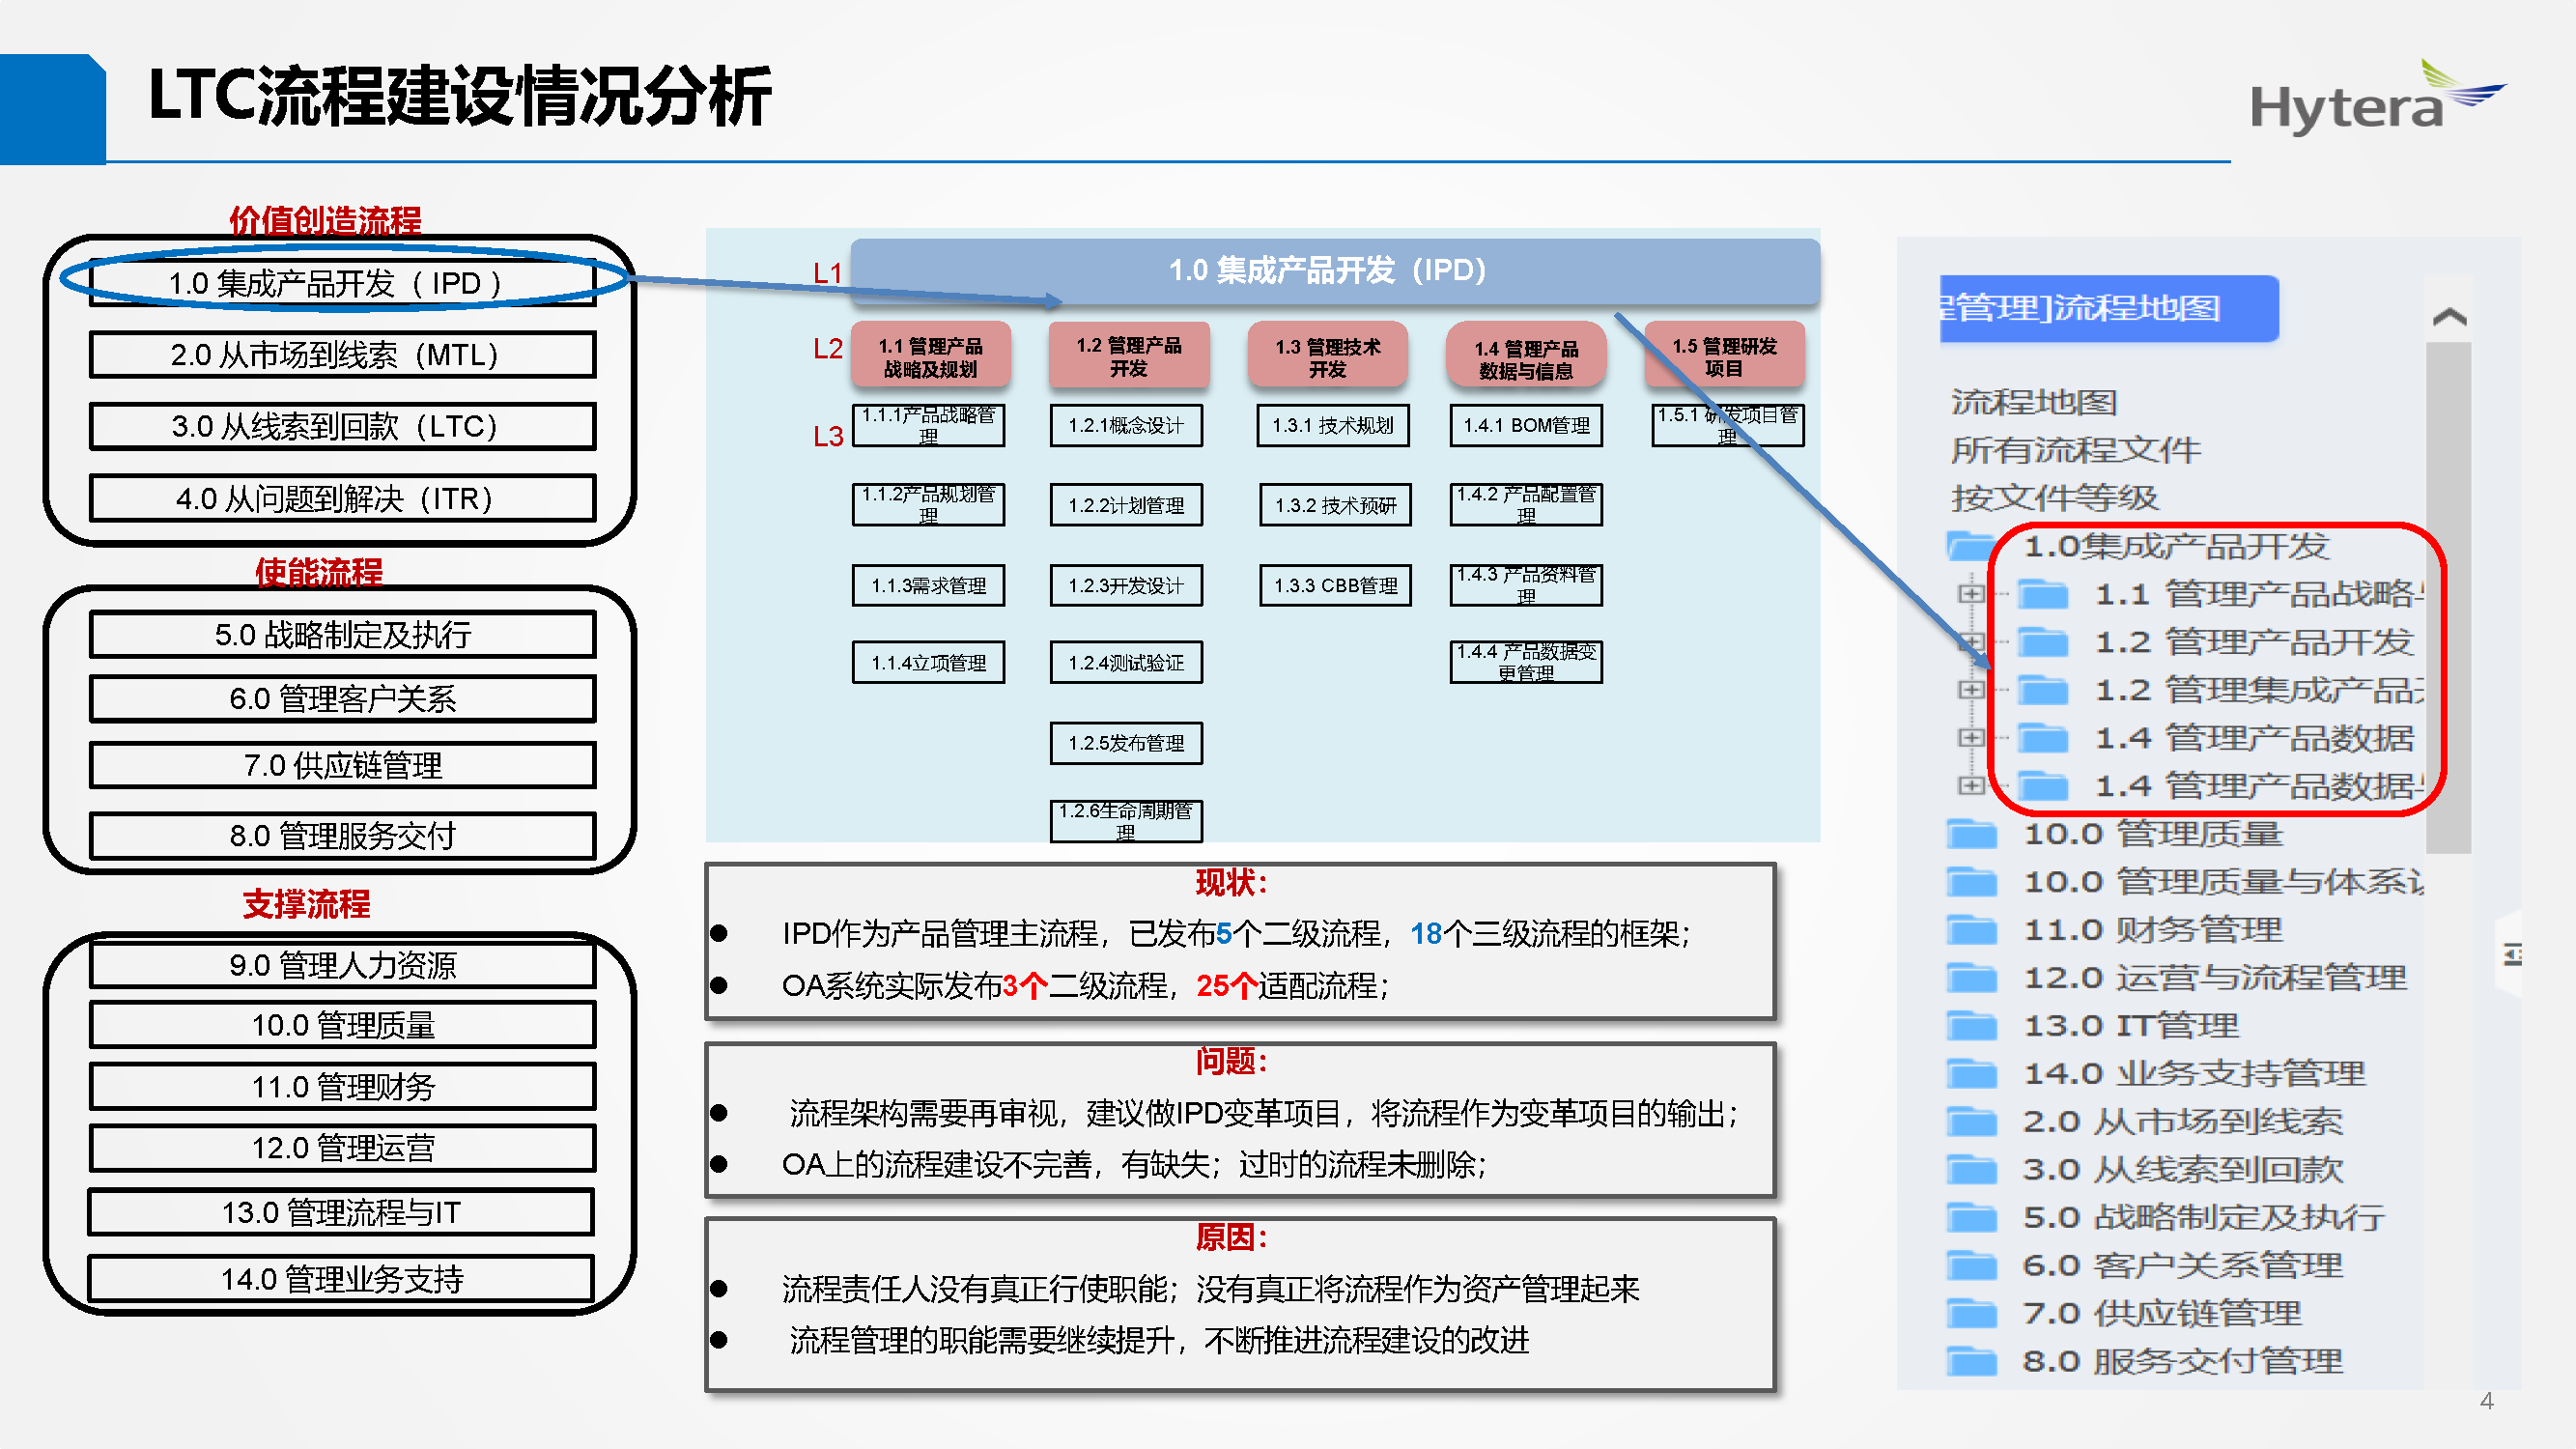 LTC流程建设情况分析
Hytera
价值创造流程
1.0 集成产品开发（ IPD ）
2.0 从市场到线索（MTL）
3.0 从线索到回款（LTC）
4.0 从问题到解决（ITR）
使能流程
5.0 战略制定及执行
6.0 管理客户关系
7.0 供应链管理
8.0 管理服务交付
支撑流程
9.0 管理人力资源
10.0 管理质量
11.0 管理财务
12.0 管理运营
13.0 管理流程与IT
14.0 管理业务支持
L1
1.0 集成产品开发（IPD）
L2
1.1 管理产品
战略及规划
1.2 管理产品
开发
1.3 管理技术
开发
1.4 管理产品
数据与信息
1.5 管理研发
项目
L3
1.1.1产品战略管
理
1.2.1概念设计
1.3.1 技术规划
1.4.1 BOM管理
1.5.1 研发项目管
理
1.1.2产品规划管
理
1.2.2计划管理
1.3.2 技术预研
1.4.2 产品配置管
理
1.1.3需求管理
1.2.3开发设计
1.3.3 CBB管理
1.4.3 产品资料管
理
1.1.4立项管理
1.2.4测试验证
1.4.4 产品数据变
更管理
1.2.5发布管理
1.2.6生命周期管
理
现状：
● IPD作为产品管理主流程，已发布5个二级流程，18个三级流程的框架；
● OA系统实际发布3个二级流程，25个适配流程；
问题：
● 流程架构需要再审视，建议做IPD变革项目，将流程作为变革项目的输出；
● OA上的流程建设不完善，有缺失；过时的流程未删除；
原因：
● 流程责任人没有真正行使职能；没有真正将流程作为资产管理起来
● 流程管理的职能需要继续提升，不断推进流程建设的改进
管理]流程地图
流程地图
所有流程文件
按文件等级
1.0集成产品开发
1.1 管理产品战略
1.2 管理产品开发
1.2 管理集成产品
1.4 管理产品数据
1.4 管理产品数据
10.0 管理质量
10.0 管理质量与体系
11.0 财务管理
12.0 运营与流程管理
13.0 IT管理
14.0 业务支持管理
2.0 从市场到线索
3.0 从线索到回款
5.0 战略制定及执行
6.0 客户关系管理
7.0 供应链管理
8.0 服务交付管理
4